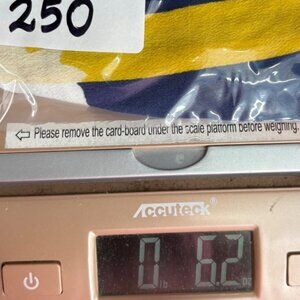 250
Please remove the card-board under the scale platform before weighing.
Accuteck
0 lb 6.2 oz